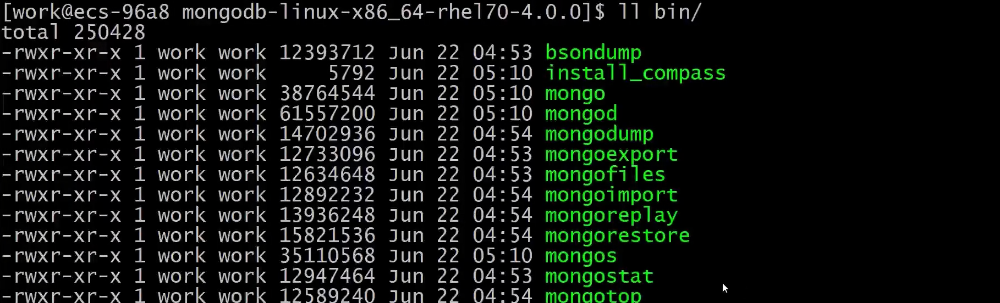 [work@ecs-96a8 mongodb-linux-x86_64-rhel70-4.0.0]$ ll bin/
total 250428
-rwxr-xr-x 1 work work 12393712 Jun 22 04:53 bsondump
-rwxr-xr-x 1 work work     5792 Jun 22 05:10 install_compass
-rwxr-xr-x 1 work work 38764544 Jun 22 05:10 mongo
-rwxr-xr-x 1 work work 61557200 Jun 22 05:10 mongod
-rwxr-xr-x 1 work work 14702936 Jun 22 04:54 mongodump
-rwxr-xr-x 1 work work 12733096 Jun 22 04:53 mongoexport
-rwxr-xr-x 1 work work 12634648 Jun 22 04:53 mongofiles
-rwxr-xr-x 1 work work 12892232 Jun 22 04:54 mongoimport
-rwxr-xr-x 1 work work 13936248 Jun 22 04:54 mongoreplay
-rwxr-xr-x 1 work work 15821536 Jun 22 04:54 mongorestore
-rwxr-xr-x 1 work work 35110568 Jun 22 05:10 mongos
-rwxr-xr-x 1 work work 12947464 Jun 22 04:53 mongostat
-rwxr-xr-x 1 work work 12589240 Jun 22 04:54 mongotop